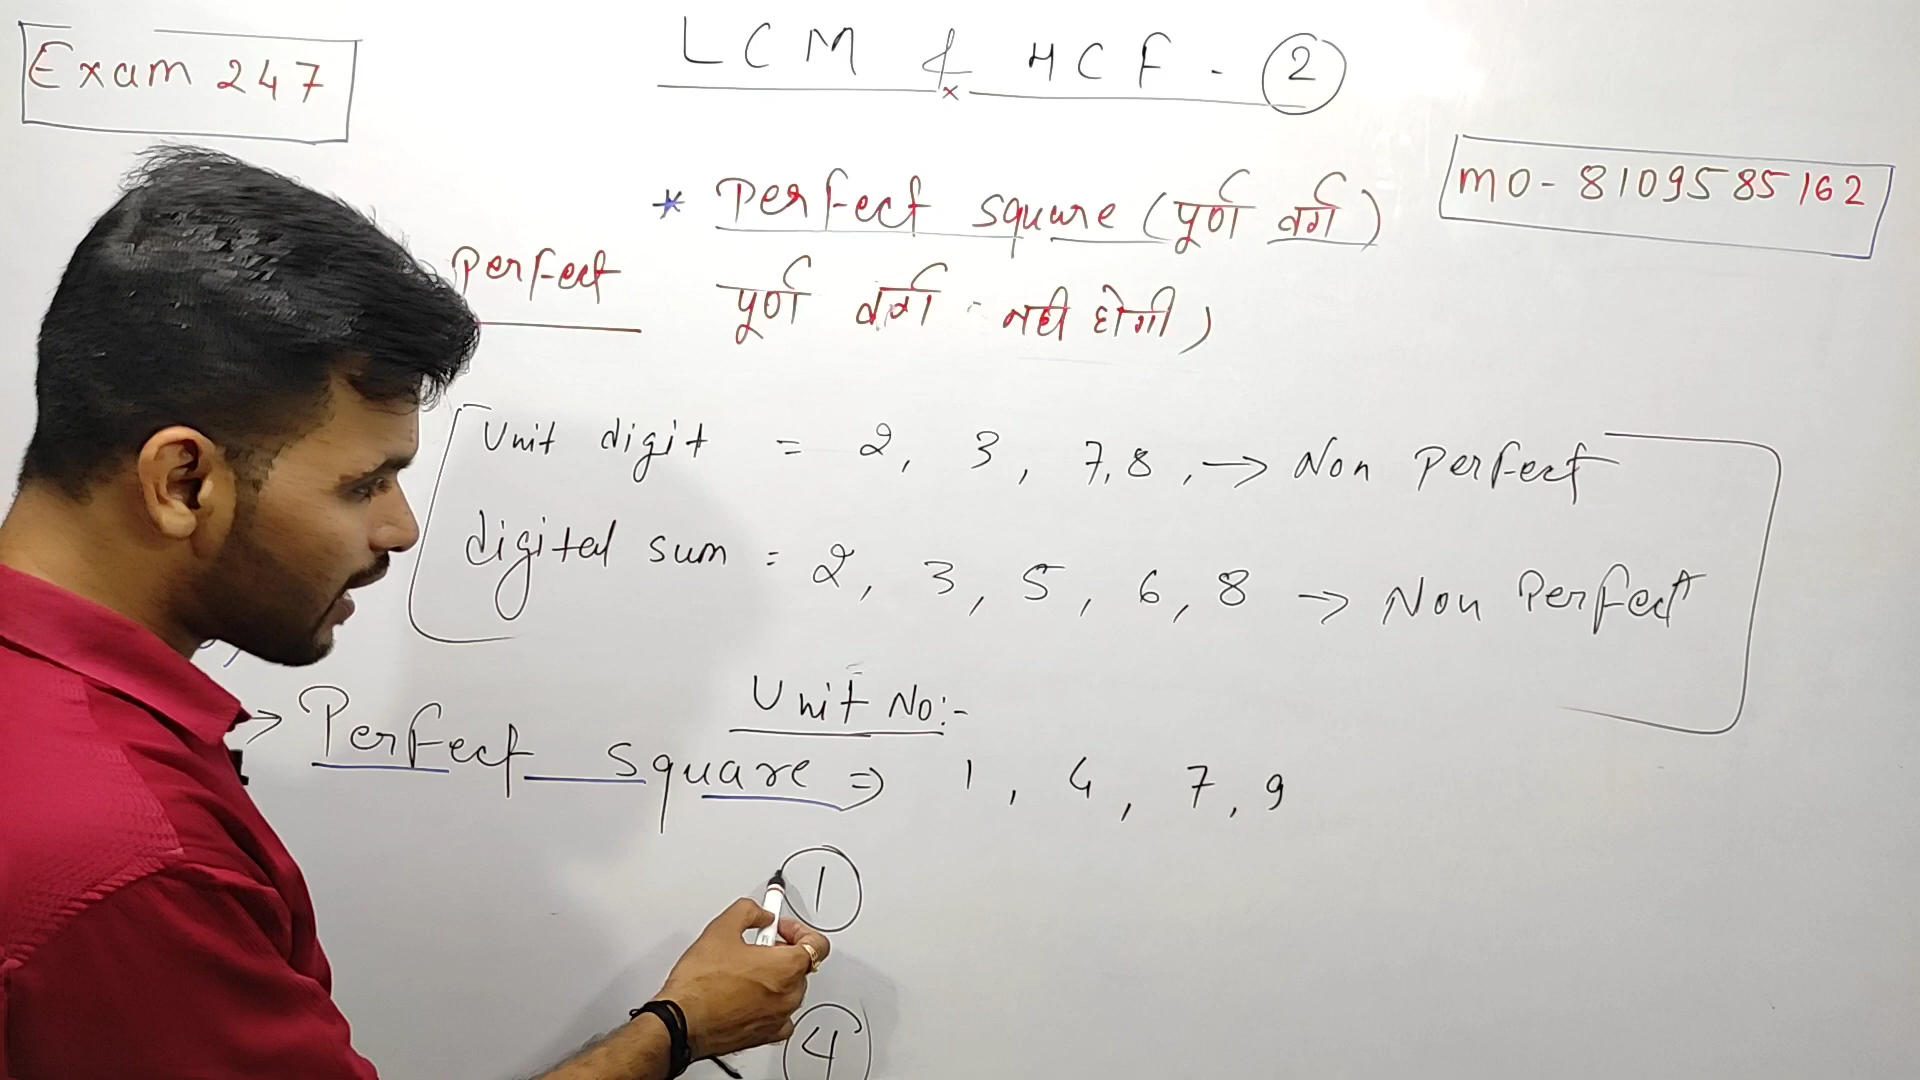 Exam 247
LCM & HCF - 2
x
MO- 8109585162
* Perfect square (पूर्ण वर्ग)
Perfect पूर्ण वर्ग नही होगी)
Unit digit = 2, 3, 7, 8, → Non Perfect
digital sum = 2, 3, 5, 6, 8 → Non Perfect
Unit No:-
→ Perfect square ⇒ 1, 4, 7, 9
1
4